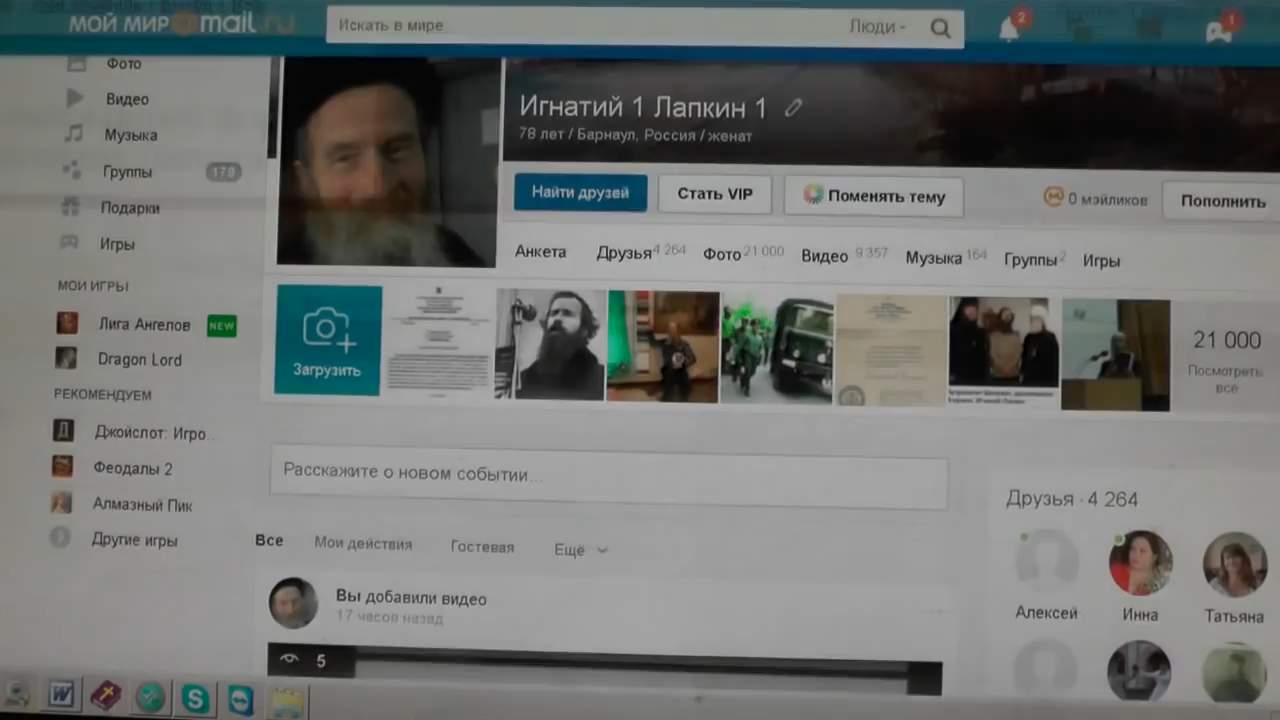 МОЙ МИР@mail.ru
Искать в мире
Люди
2
1
Фото
Видео
Музыка
Группы 179
Подарки
Игры
МОИ ИГРЫ
Лига Ангелов NEW
Dragon Lord
РЕКОМЕНДУЕМ
Джойслот: Игро..
Феодалы 2
Алмазный Пик
Другие игры
Игнатий 1 Лапкин 1
78 лет / Барнаул, Россия / женат
Найти друзей
Стать VIP
Поменять тему
0 мэйликов
Пополнить
Анкета Друзья 4 264 Фото 21 000 Видео 9 357 Музыка 164 Группы 2 Игры
Загрузить
21 000
Посмотреть
все
Расскажите о новом событии...
Все Мои действия Гостевая Ещё
Вы добавили видео
17 часов назад
5
Друзья · 4 264
Алексей Инна Татьяна